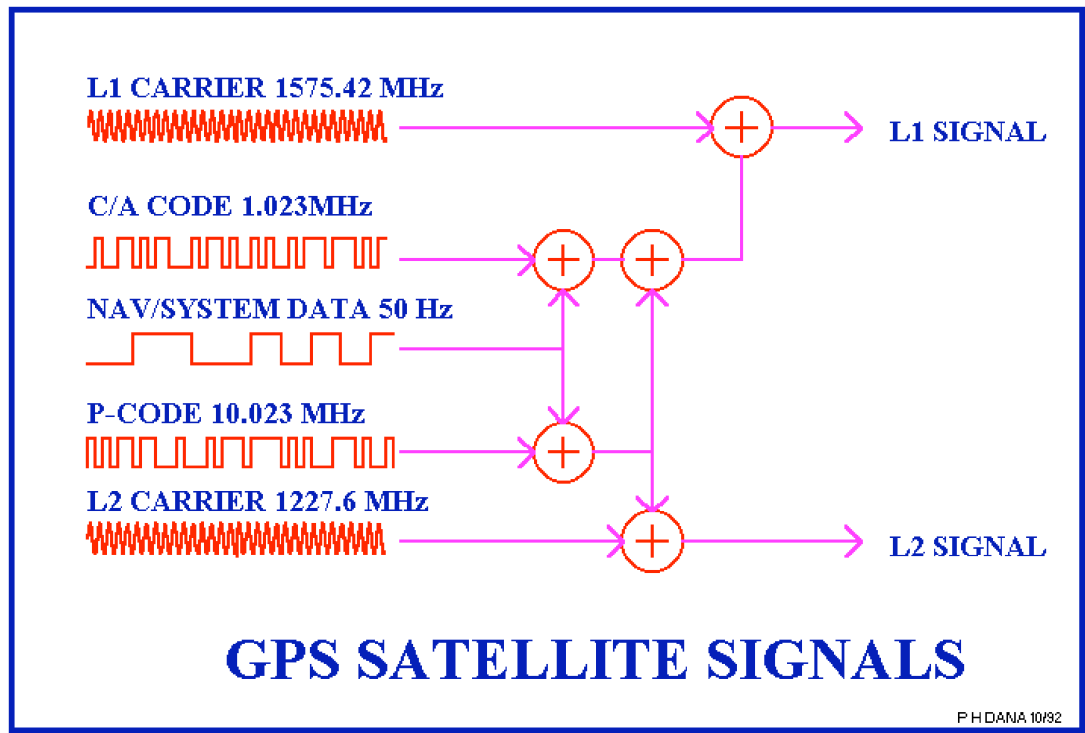 L1 CARRIER 1575.42 MHz
L1 SIGNAL
C/A CODE 1.023MHz
NAV/SYSTEM DATA 50 Hz
P-CODE 10.023 MHz
L2 CARRIER 1227.6 MHz
L2 SIGNAL
GPS SATELLITE SIGNALS
P H DANA 10/92